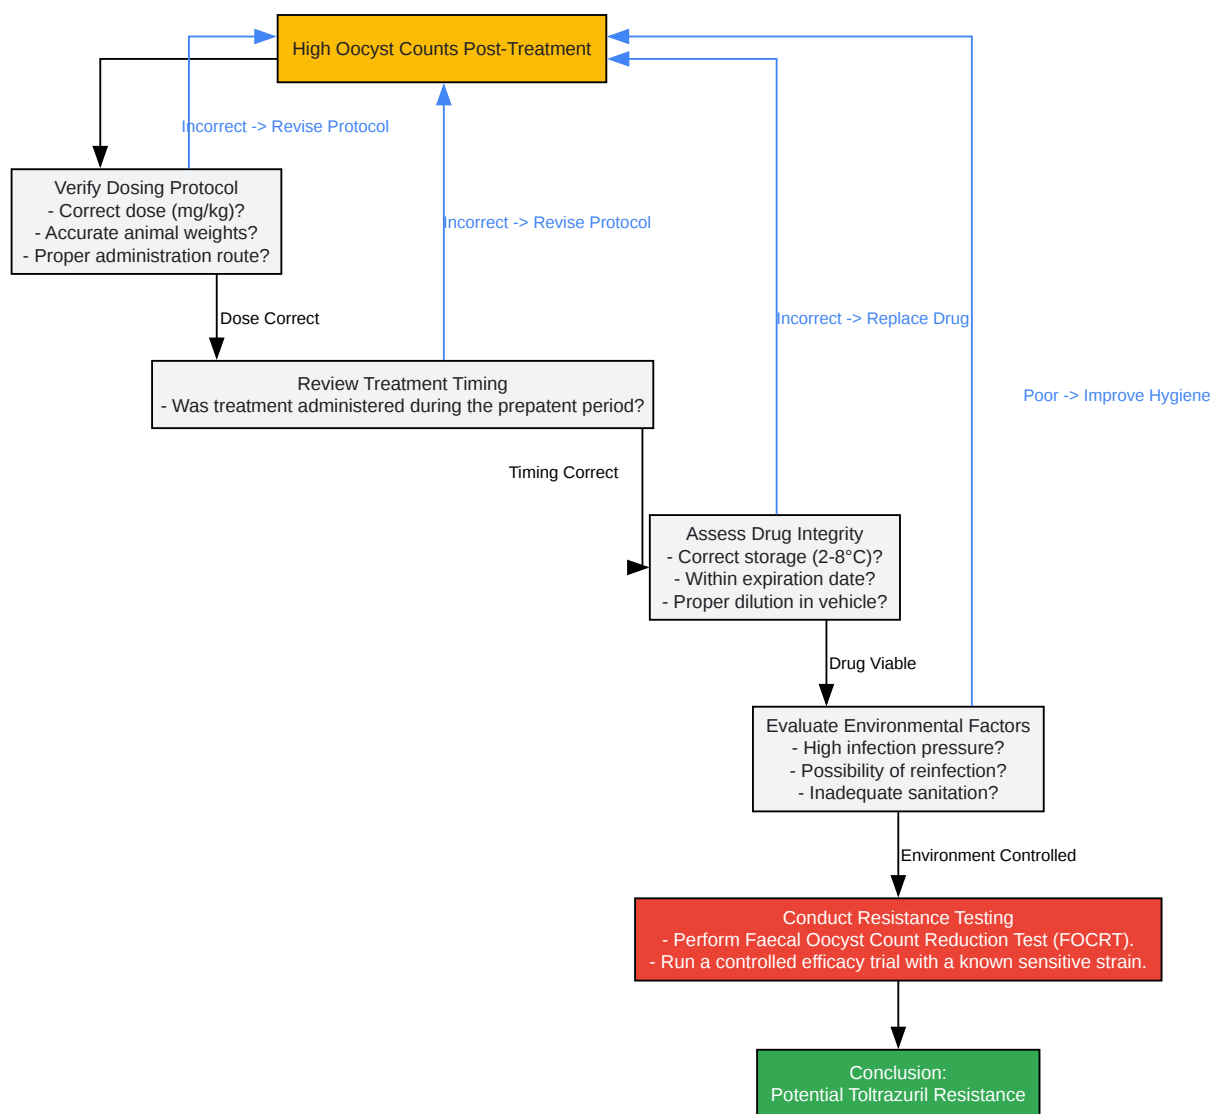 High Oocyst Counts Post-Treatment
Incorrect -> Revise Protocol
Verify Dosing Protocol
- Correct dose (mg/kg)?
- Accurate animal weights?
- Proper administration route?
Incorrect -> Revise Protocol
Dose Correct
Incorrect -> Replace Drug
Review Treatment Timing
- Was treatment administered during the prepatent period?
Poor -> Improve Hygiene
Timing Correct
Assess Drug Integrity
- Correct storage (2-8°C)?
- Within expiration date?
- Proper dilution in vehicle?
Drug Viable
Evaluate Environmental Factors
- High infection pressure?
- Possibility of reinfection?
- Inadequate sanitation?
Environment Controlled
Conduct Resistance Testing
- Perform Faecal Oocyst Count Reduction Test (FOCRT).
- Run a controlled efficacy trial with a known sensitive strain.
Conclusion:
Potential Toltrazuril Resistance